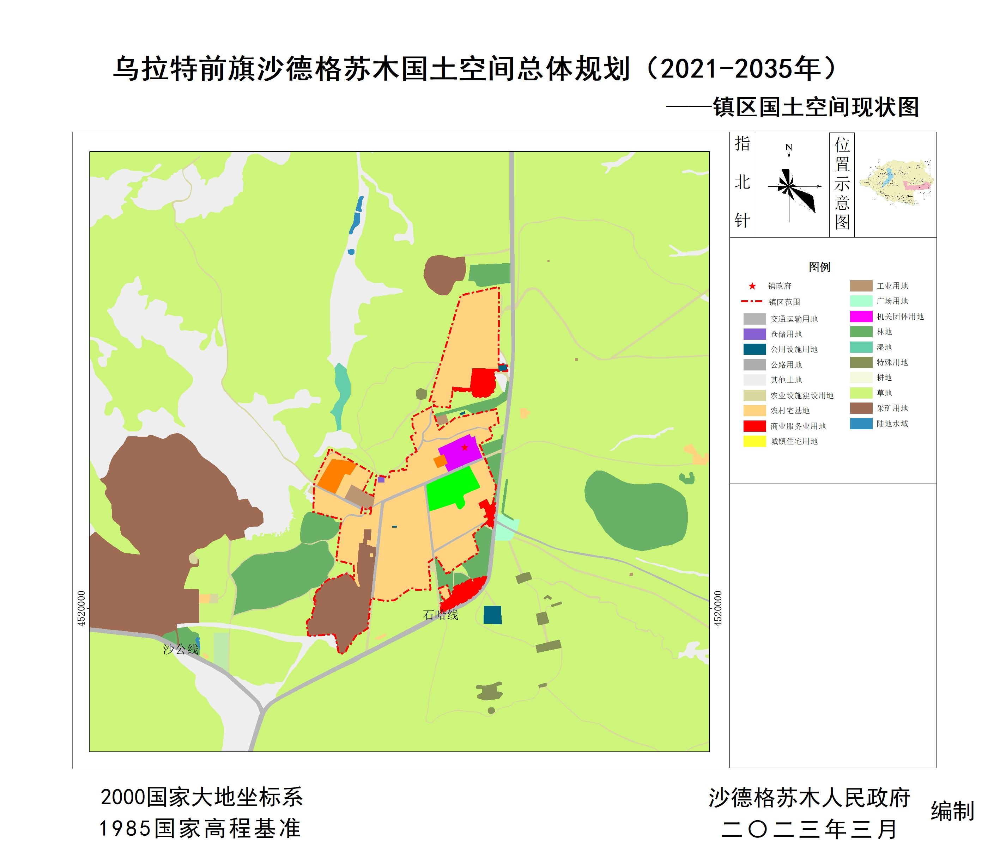 乌拉特前旗沙德格苏木国土空间总体规划（2021-2035年）
——镇区国土空间现状图
指北针
N
位置示意图
图例
镇政府
镇区范围
交通运输用地
仓储用地
公用设施用地
公路用地
其他土地
农业设施建设用地
农村宅基地
商业服务业用地
城镇住宅用地
工业用地
广场用地
机关团体用地
林地
湿地
特殊用地
耕地
草地
采矿用地
陆地水域
4520000
4520000
石哈线
沙公线
2000国家大地坐标系
1985国家高程基准
沙德格苏木人民政府
二〇二三年三月
编制